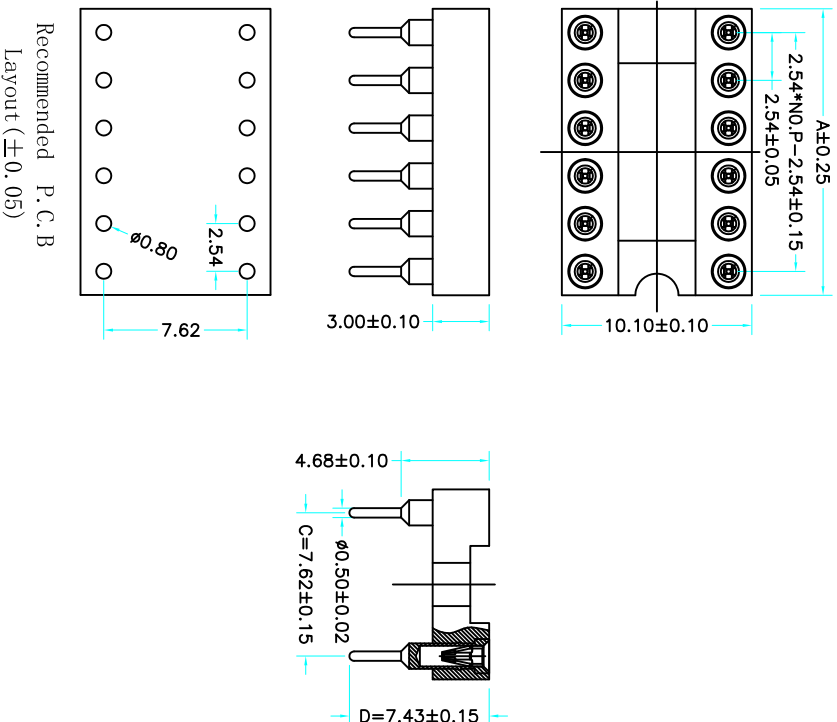 A±0.25
2.54*NO.P-2.54±0.15
2.54±0.05
10.10±0.10
3.00±0.10
ø0.80
2.54
7.62
Recommended P.C.B
Layout(±0.05)
4.68±0.10
ø0.50±0.02
C=7.62±0.15
D=7.43±0.15